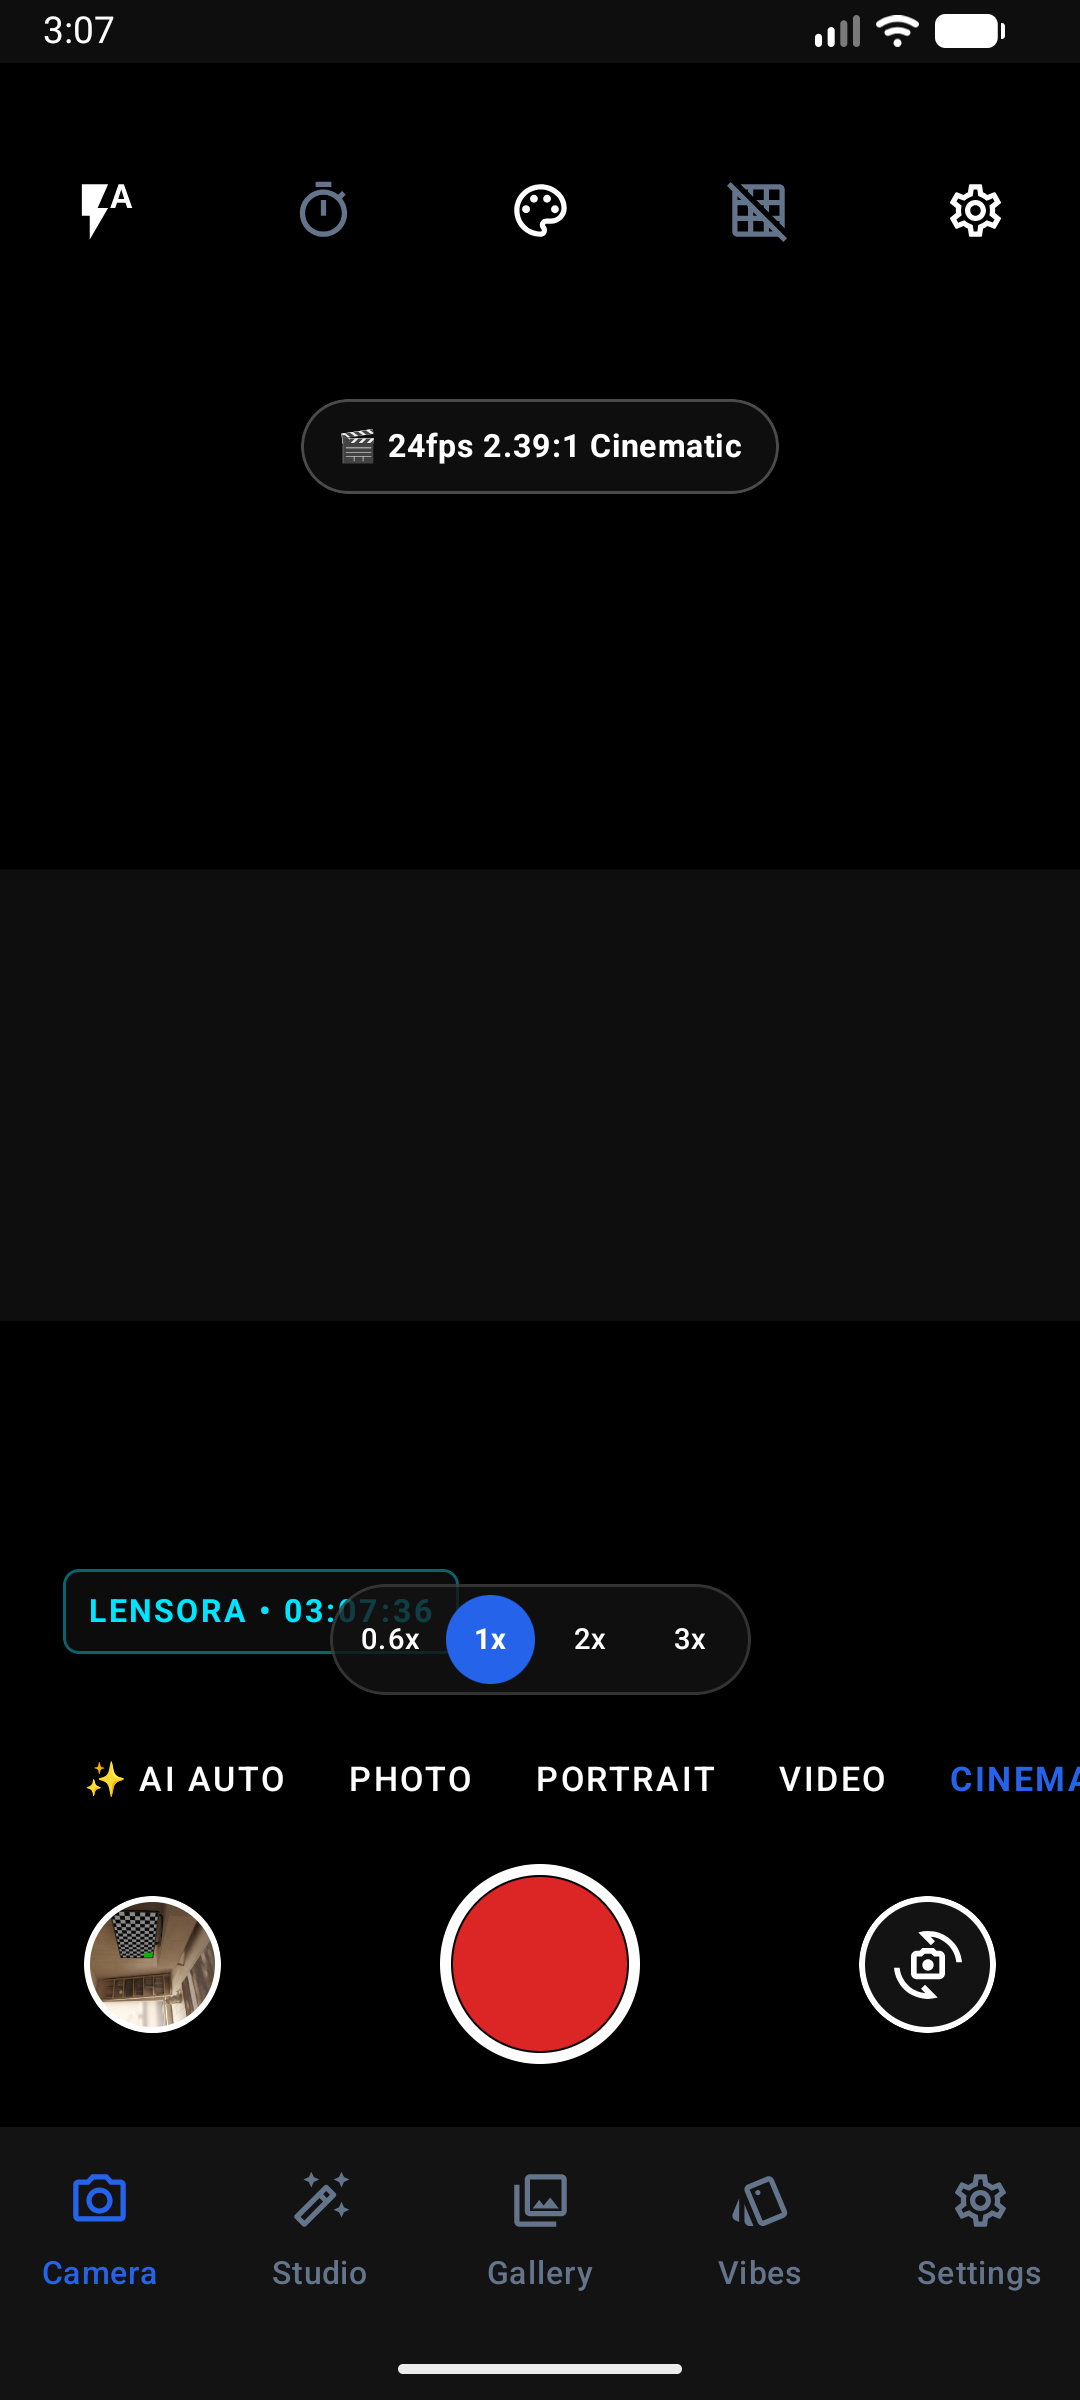 3:07
A
🎬 24fps 2.39:1 Cinematic
LENSORA • 03:07:36
0.6x 1x 2x 3x
✨ AI AUTO PHOTO PORTRAIT VIDEO CINEMA
Camera Studio Gallery Vibes Settings